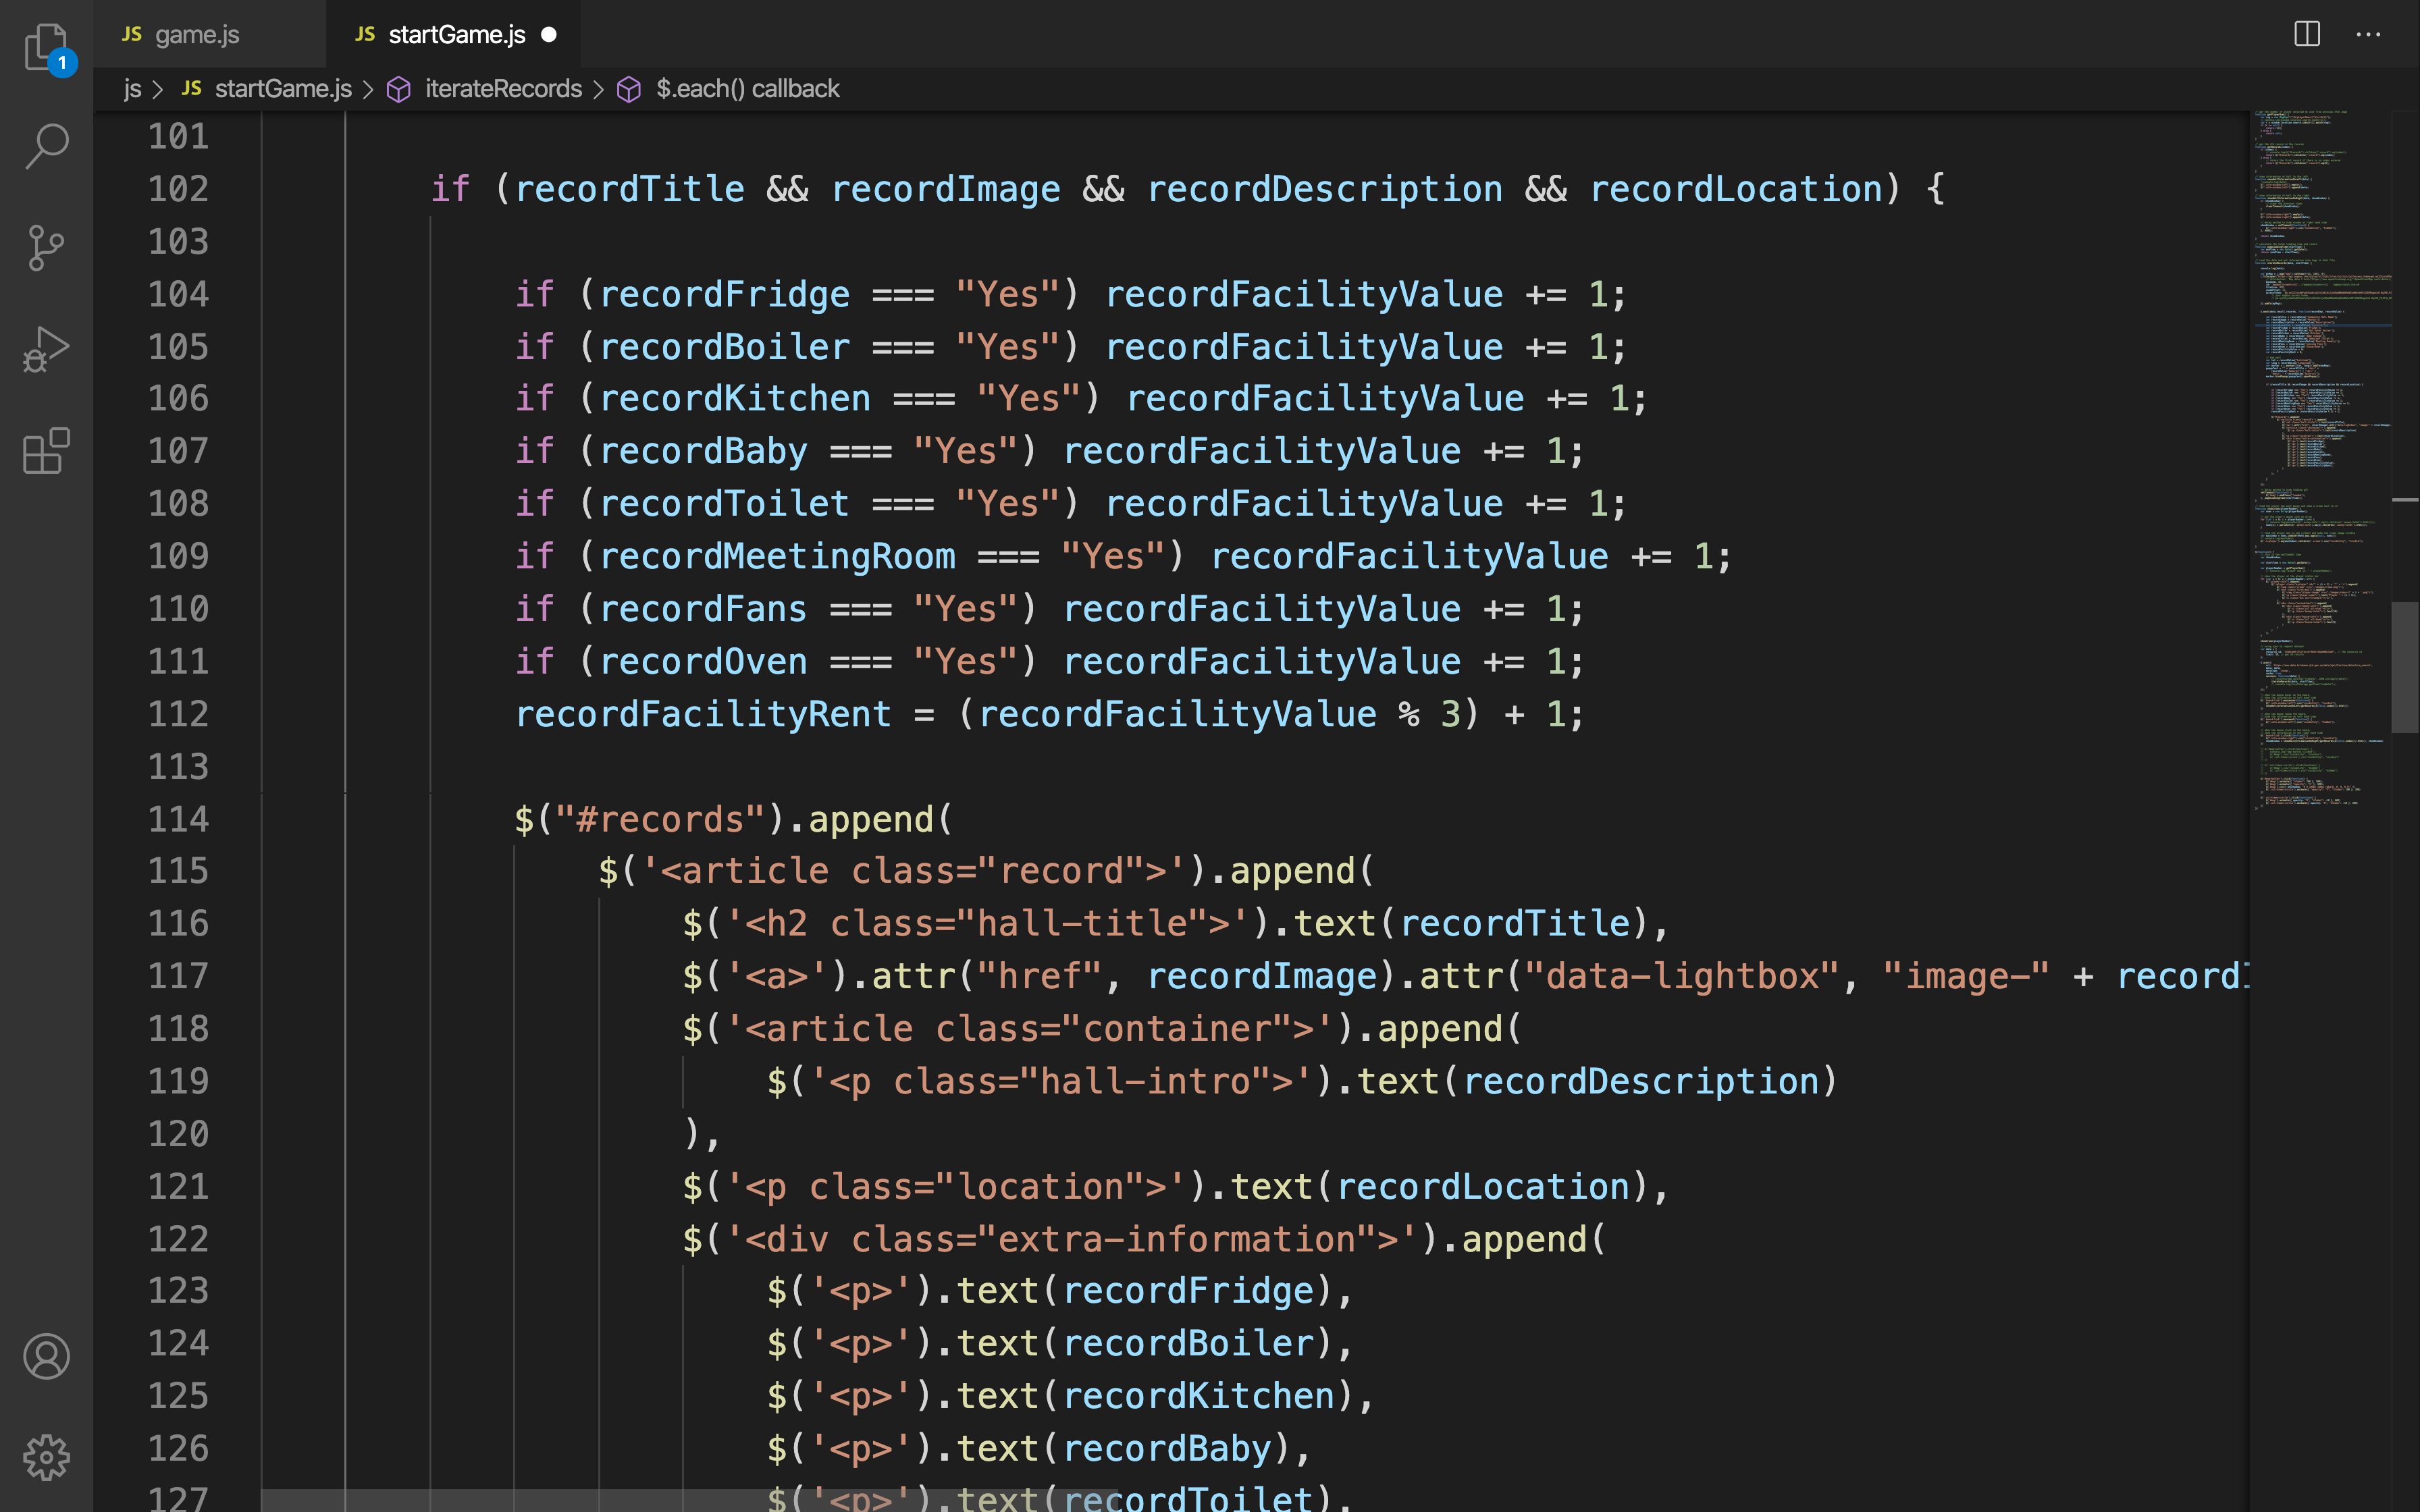 JS game.js JS startGame.js
1
js > JS startGame.js > iterateRecords > $.each() callback
101
102 if (recordTitle && recordImage && recordDescription && recordLocation) {
103
104 if (recordFridge === "Yes") recordFacilityValue += 1;
105 if (recordBoiler === "Yes") recordFacilityValue += 1;
106 if (recordKitchen === "Yes") recordFacilityValue += 1;
107 if (recordBaby === "Yes") recordFacilityValue += 1;
108 if (recordToilet === "Yes") recordFacilityValue += 1;
109 if (recordMeetingRoom === "Yes") recordFacilityValue += 1;
110 if (recordFans === "Yes") recordFacilityValue += 1;
111 if (recordOven === "Yes") recordFacilityValue += 1;
112 recordFacilityRent = (recordFacilityValue % 3) + 1;
113
114 $("#records").append(
115 $('<article class="record">').append(
116 $('<h2 class="hall-title">').text(recordTitle),
117 $('<a>').attr("href", recordImage).attr("data-lightbox", "image-" + record
118 $('<article class="container">').append(
119 $('<p class="hall-intro">').text(recordDescription)
120 ),
121 $('<p class="location">').text(recordLocation),
122 $('<div class="extra-information">').append(
123 $('<p>').text(recordFridge),
124 $('<p>').text(recordBoiler),
125 $('<p>').text(recordKitchen),
126 $('<p>').text(recordBaby),
127 $('<p>').text(recordToilet),